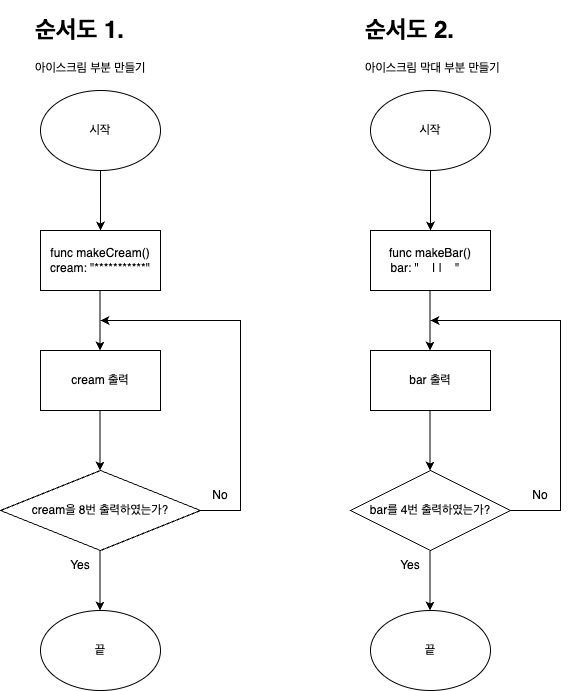 순서도 1.
아이스크림 부분 만들기
시작
func makeCream()
cream: "***********"
cream 출력
cream을 8번 출력하였는가?
No
Yes
끝
순서도 2.
아이스크림 막대 부분 만들기
시작
func makeBar()
bar: "    | |    "
bar 출력
bar를 4번 출력하였는가?
No
Yes
끝